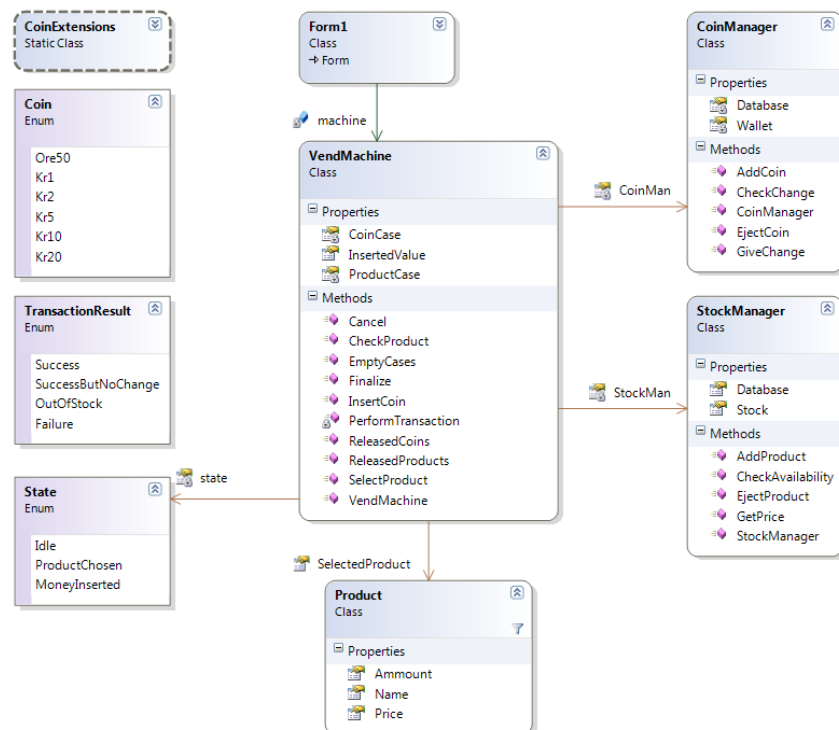 CoinExtensions
Static Class
Coin
Enum
Ore50
Kr1
Kr2
Kr5
Kr10
Kr20
TransactionResult
Enum
Success
SuccessButNoChange
OutOfStock
Failure
State
Enum
Idle
ProductChosen
MoneyInserted
Form1
Class
Form
machine
VendMachine
Class
Properties
CoinCase
InsertedValue
ProductCase
Methods
Cancel
CheckProduct
EmptyCases
Finalize
InsertCoin
PerformTransaction
ReleasedCoins
ReleasedProducts
SelectProduct
VendMachine
state
SelectedProduct
Product
Class
Properties
Ammount
Name
Price
CoinMan
StockMan
CoinManager
Class
Properties
Database
Wallet
Methods
AddCoin
CheckChange
CoinManager
EjectCoin
GiveChange
StockManager
Class
Properties
Database
Stock
Methods
AddProduct
CheckAvailability
EjectProduct
GetPrice
StockManager